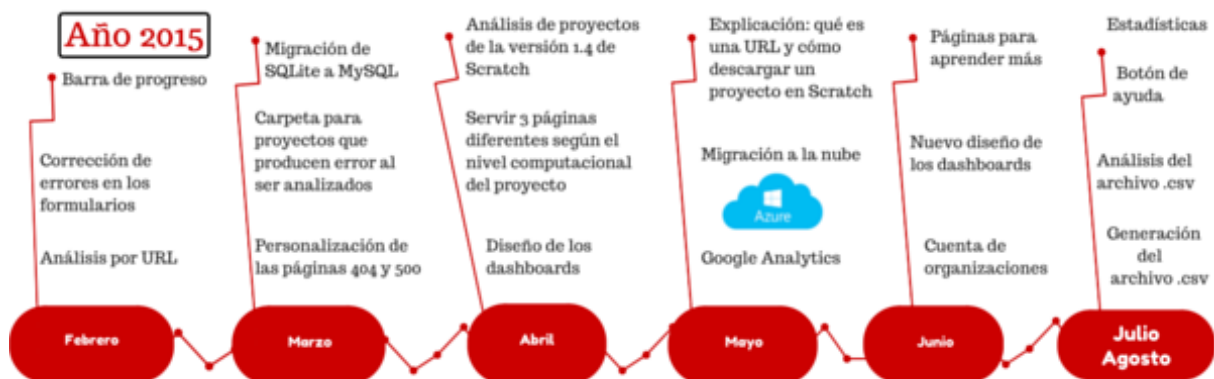 Año 2015
Barra de progreso
Corrección de
errores en los
formularios
Análisis por URL
Febrero
Migración de
SQLite a MySQL
Carpeta para
proyectos que
producen error al
ser analizados
Personalización de
las páginas 404 y 500
Marzo
Análisis de proyectos
de la versión 1.4 de
Scratch
Servir 3 páginas
diferentes según el
nivel computacional
del proyecto
Diseño de los
dashboards
Abril
Explicación: qué es
una URL y cómo
descargar un
proyecto en Scratch
Migración a la nube
Azure
Google Analytics
Mayo
Páginas para
aprender más
Nuevo diseño de
los dashboards
Cuenta de
organizaciones
Junio
Estadísticas
Botón de
ayuda
Análisis del
archivo .csv
Generación
del
archivo .csv
Julio
Agosto